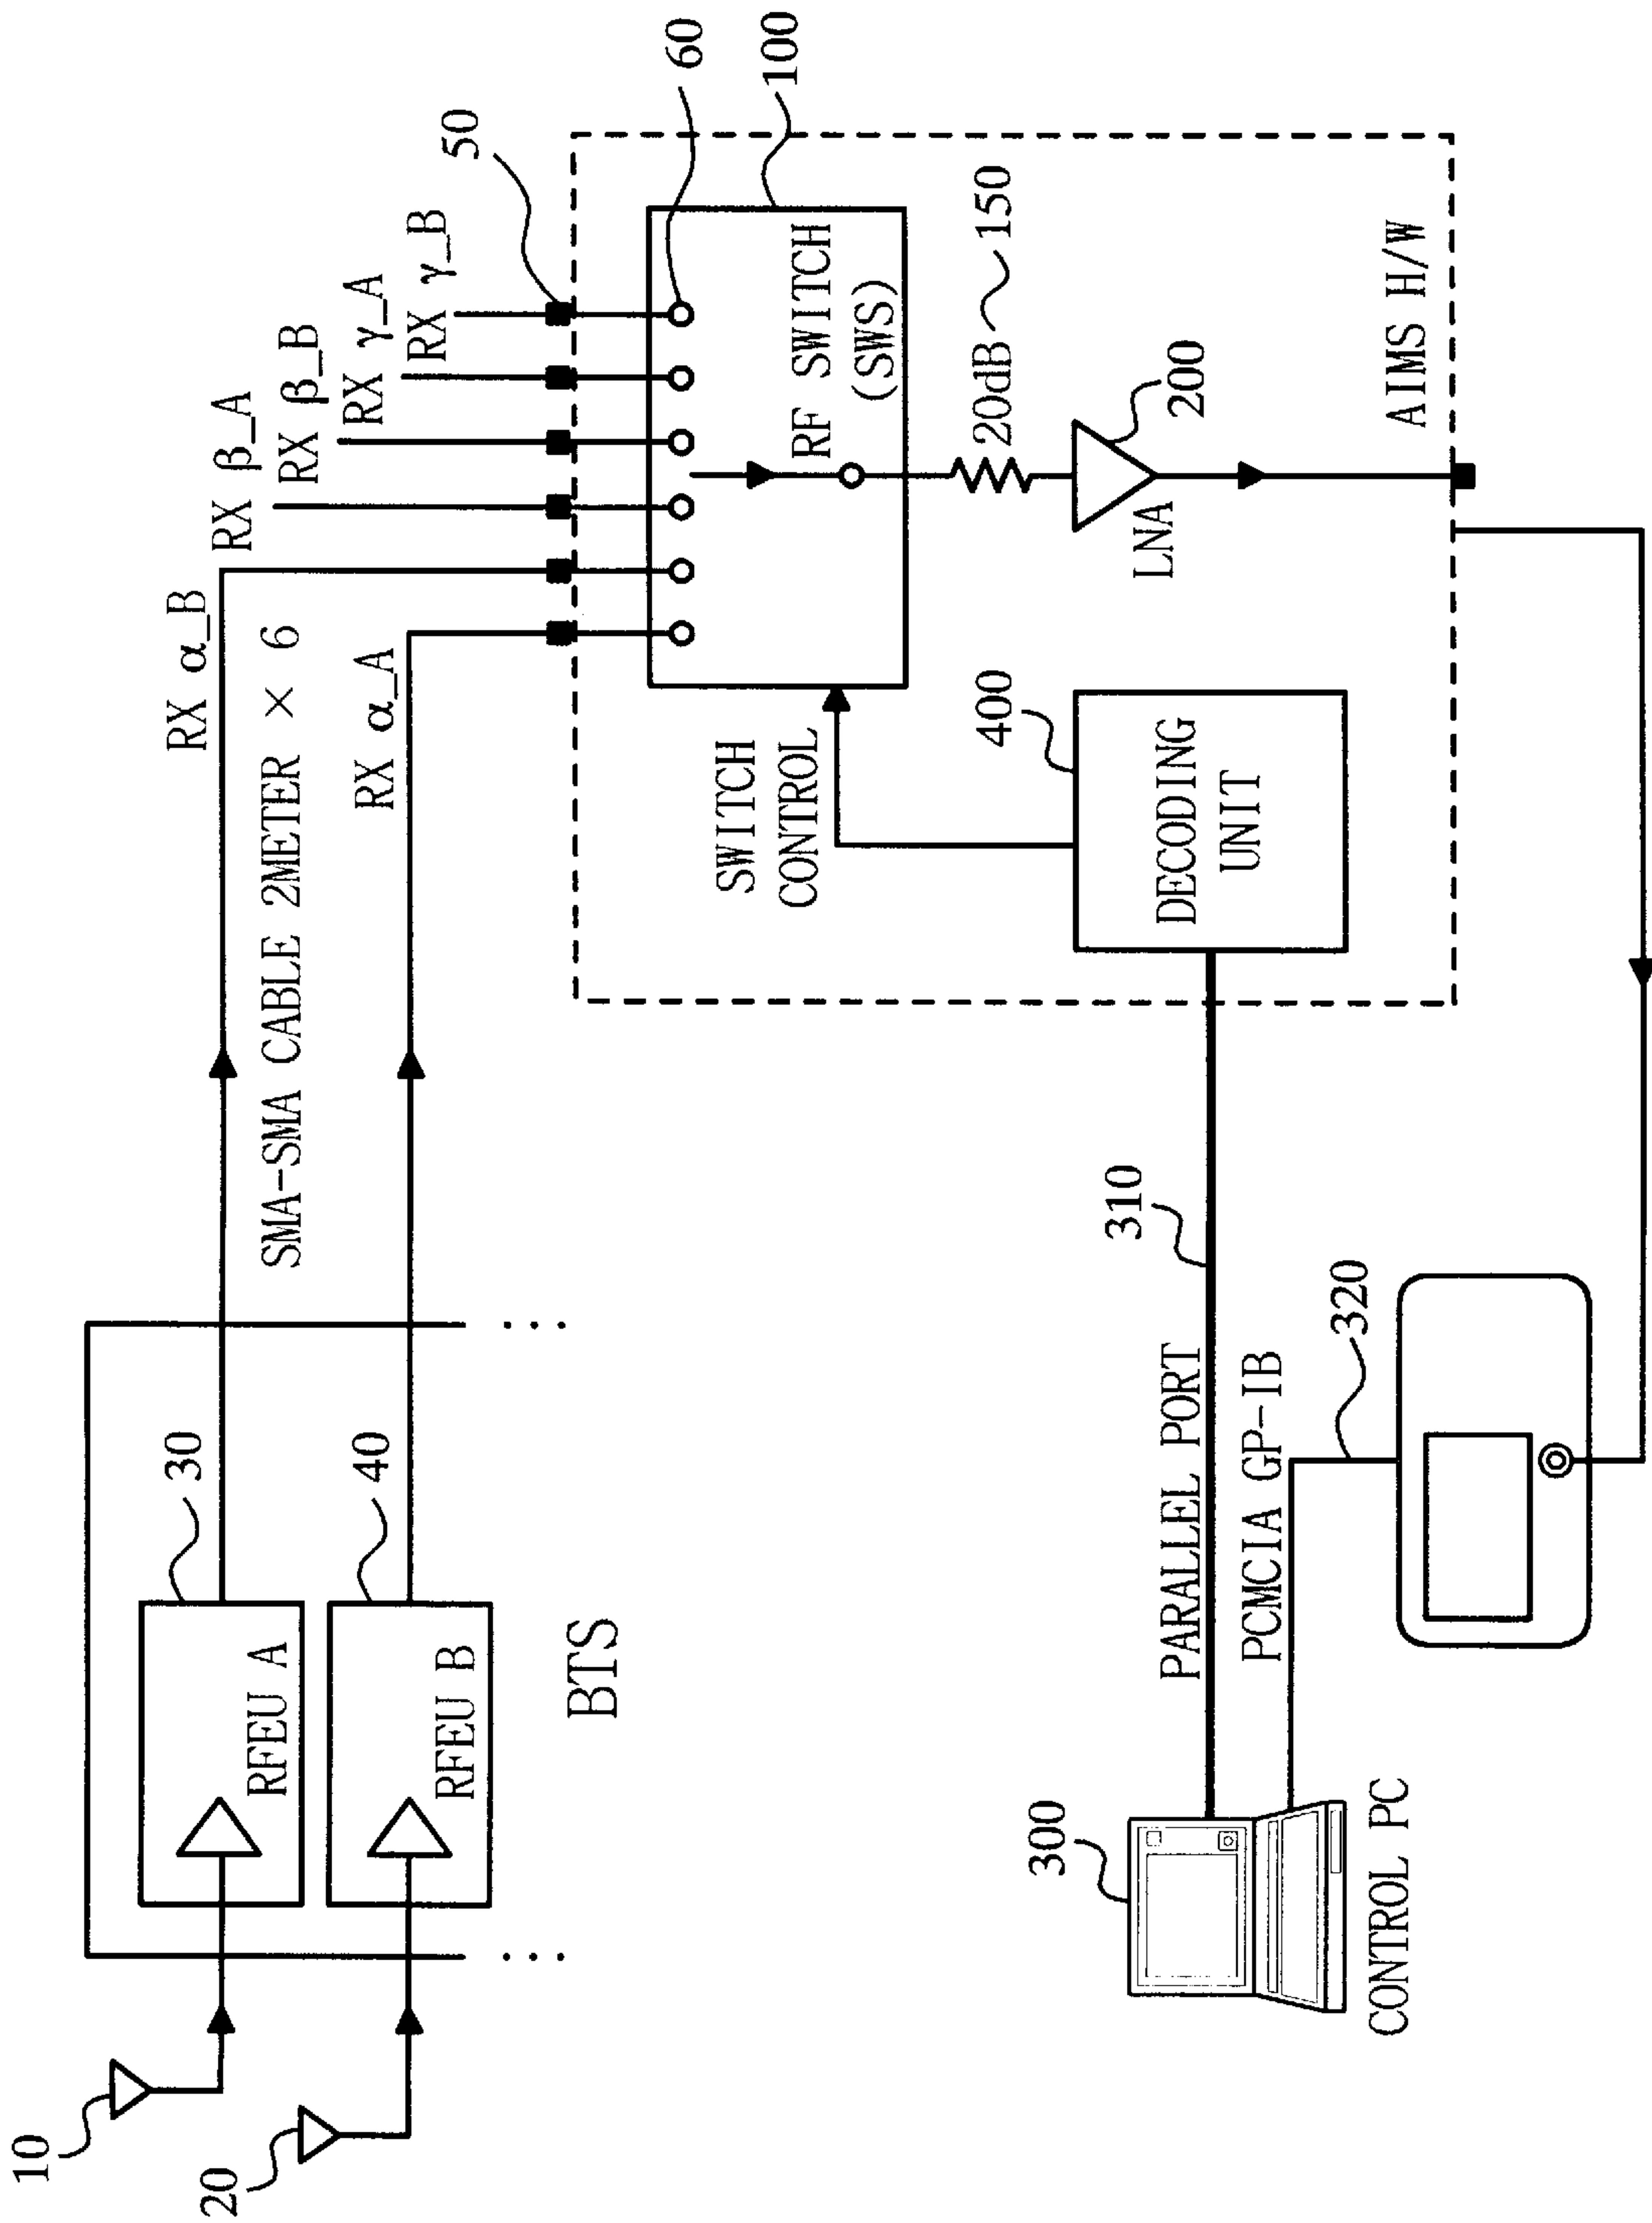 10
20
30
RFEU A
40
RFEU B
BTS
RX α_B
SMA-SMA CABLE 2METER × 6
RX α_A
RX β_A
RX β_B
RX γ_A
RX γ_B
50
60
100
RF SWITCH
(SWS)
20dB
150
200
LNA
SWITCH
CONTROL
400
DECODING
UNIT
AIMS H/W
310
PARALLEL PORT
PCMCIA GP-IB
320
300
CONTROL PC